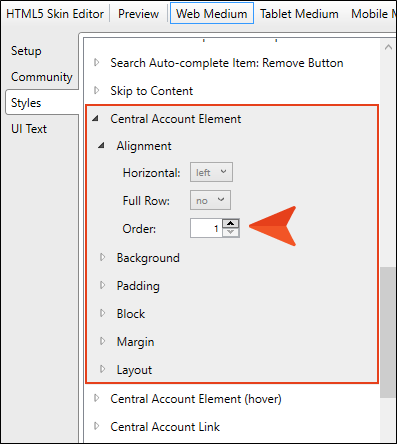 HTML5 Skin Editor Preview Web Medium Tablet Medium Mobile M
Setup
Community
Styles
UI Text
Search Auto-complete Item: Remove Button
Skip to Content
Central Account Element
Alignment
Horizontal: left
Full Row: no
Order: 1
Background
Padding
Block
Margin
Layout
Central Account Element (hover)
Central Account Link